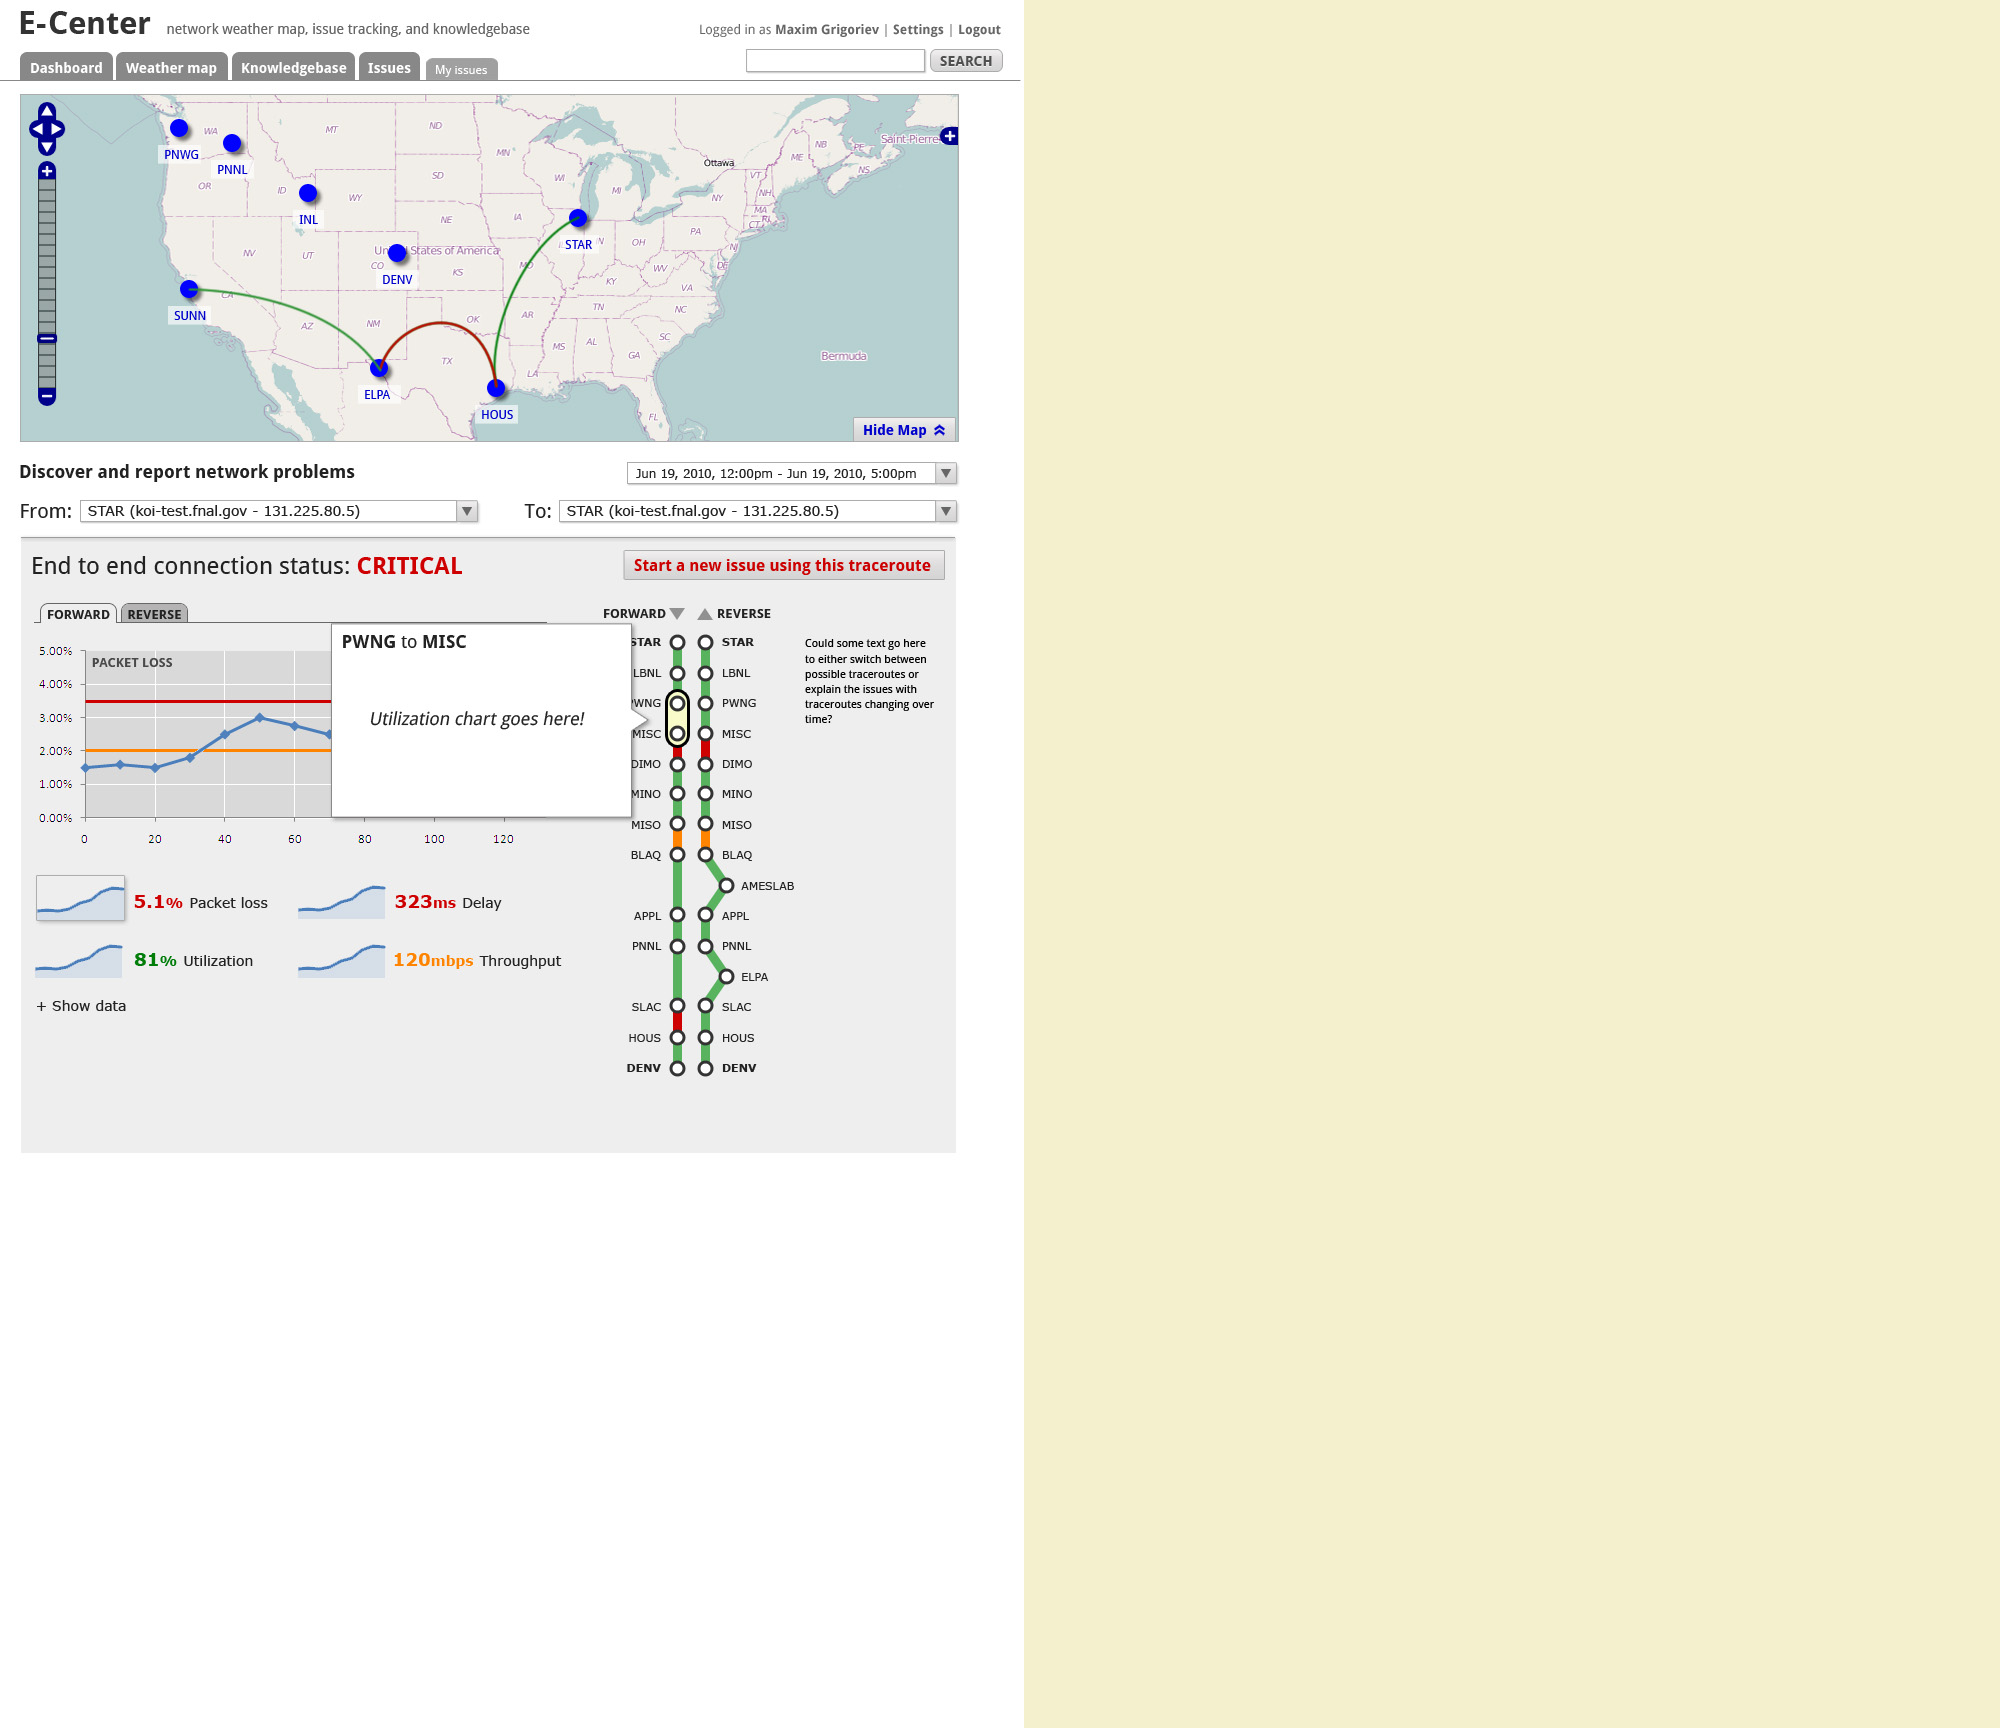 E-Center network weather map, issue tracking, and knowledgebase
Logged in as Maxim Grigoriev | Settings | Logout
Dashboard Weather map Knowledgebase Issues My issues
SEARCH
WA MT ND MN Ottawa ME NB PE Saint-Pierre
PNWG PNNL
OR ID WY SD WI MI NY VT NH NS
INL
NE IA MA CT RI
STAR
NV UT CO United States of America KS OH PA NJ
DENV
MO KY WV DE VA
SUNN CA AZ NM OK AR TN NC
TX MS AL GA SC
Bermuda
ELPA LA
HOUS FL
Hide Map
Discover and report network problems
Jun 19, 2010, 12:00pm - Jun 19, 2010, 5:00pm
From: STAR (koi-test.fnal.gov - 131.225.80.5)
To: STAR (koi-test.fnal.gov - 131.225.80.5)
End to end connection status: CRITICAL
Start a new issue using this traceroute
FORWARD REVERSE
PACKET LOSS
5.00%
4.00%
3.00%
2.00%
1.00%
0.00%
0 20 40 60 80 100 120
PWNG to MISC
Utilization chart goes here!
5.1% Packet loss
323ms Delay
81% Utilization
120mbps Throughput
+ Show data
FORWARD REVERSE
STAR STAR
LBNL LBNL
PWNG PWNG
MISC MISC
DIMO DIMO
MINO MINO
MISO MISO
BLAQ BLAQ
AMESLAB
APPL APPL
PNNL PNNL
ELPA
SLAC SLAC
HOUS HOUS
DENV DENV
Could some text go here
to either switch between
possible traceroutes or
explain the issues with
traceroutes changing over
time?